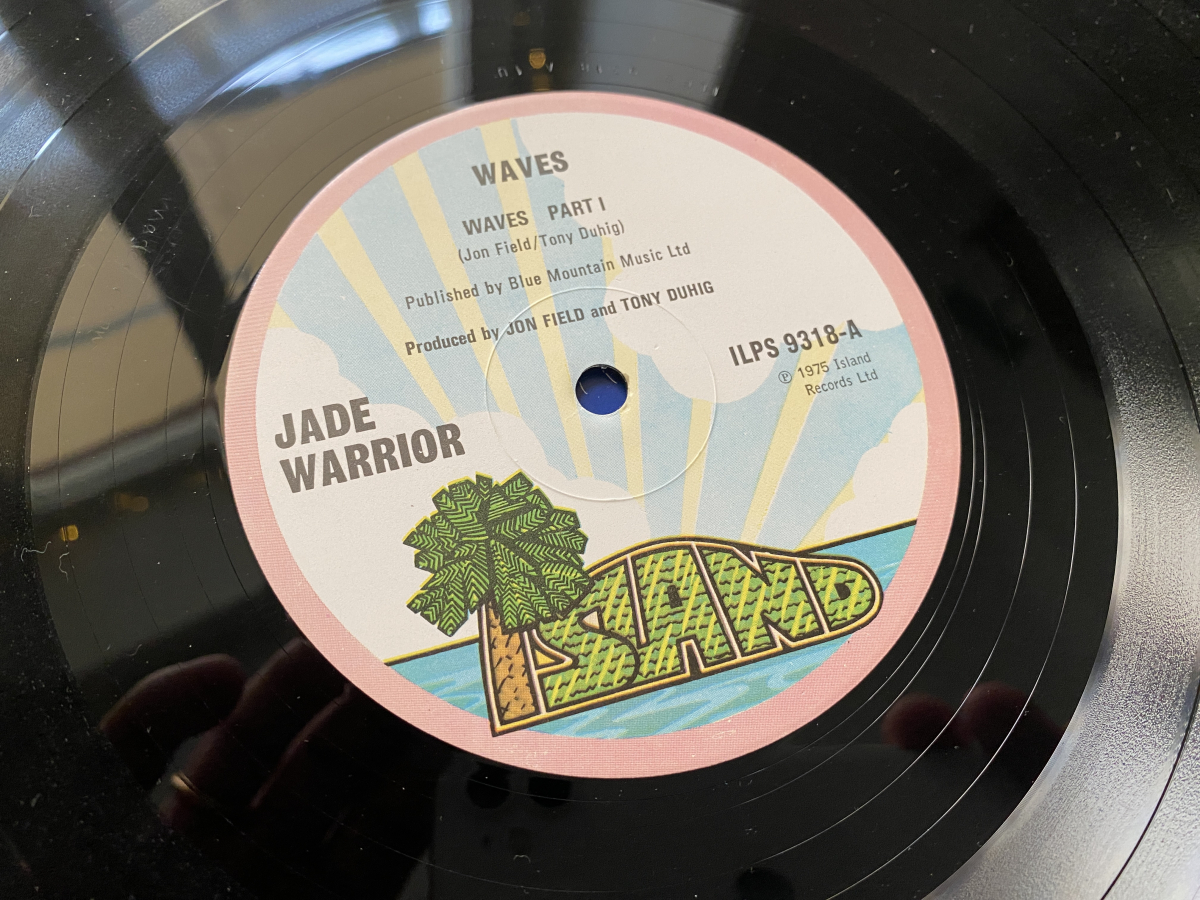 WAVES
WAVES PART I
(Jon Field/Tony Duhig)
Published by Blue Mountain Music Ltd
Produced by JON FIELD and TONY DUHIG
ILPS 9318-A
℗ 1975 Island
Records Ltd
JADE
WARRIOR
ISLAND